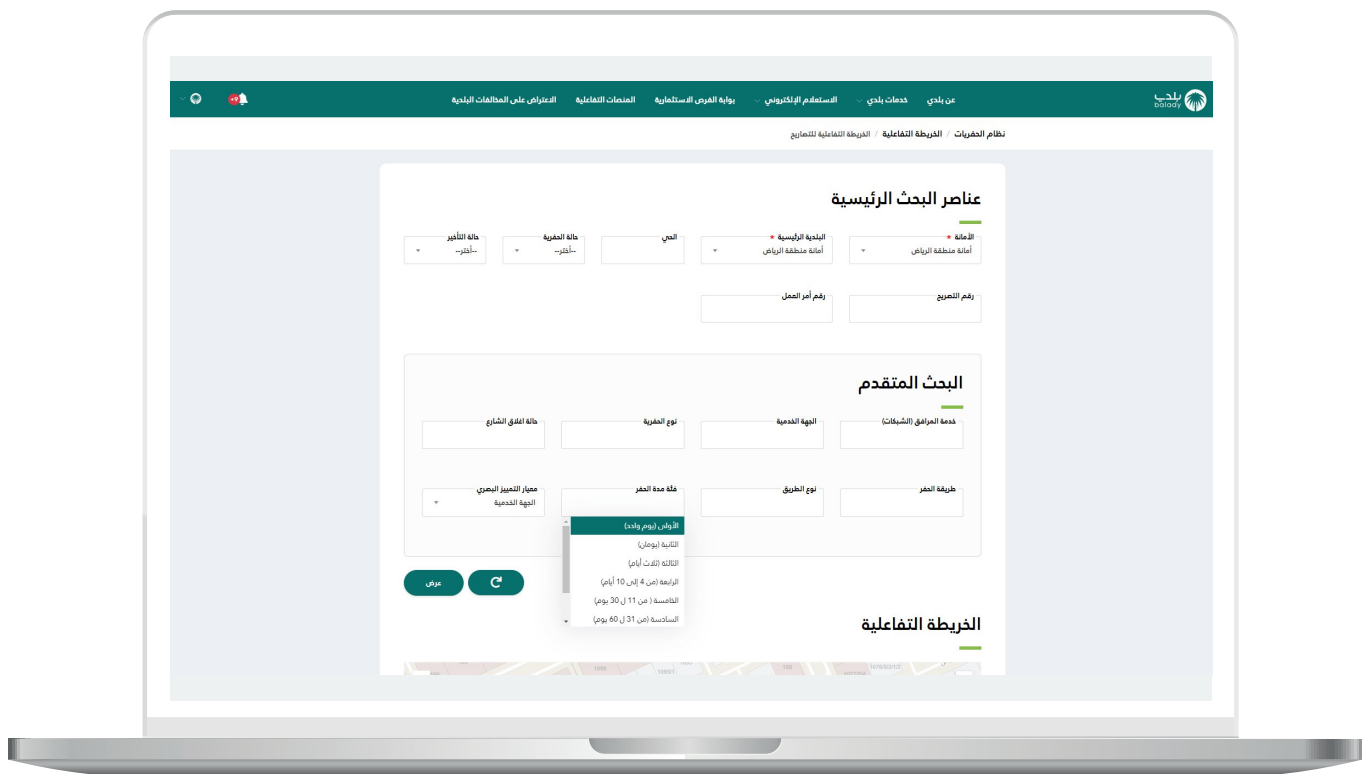 بلدي
balady
عن بلدي
خدمات بلدي
الاستعلام الإلكتروني
بوابة الفرص الاستثمارية
المنصات التفاعلية
الاعتراض على المخالفات البلدية
+9
نظام الحفريات / الخريطة التفاعلية / الخريطة التفاعلية للتصاريح
عناصر البحث الرئيسية
الأمانة *
أمانة منطقة الرياض
البلدية الرئيسية *
أمانة منطقة الرياض
الحي
حالة الحفرية
--أختر--
حالة التأخير
--أختر--
رقم التصريح
رقم أمر العمل
البحث المتقدم
خدمة المرافق (الشبكات)
الجهة الخدمية
نوع الحفرية
حالة اغلاق الشارع
طريقة الحفر
نوع الطريق
فئة مدة الحفر
معيار التمييز البصري
الجهة الخدمية
الأولى (يوم واحد)
الثانية (يومان)
الثالثة (ثلاث أيام)
الرابعة (من 4 إلى 10 أيام)
الخامسة ( من 11 ل 30 يوم)
السادسة (من 31 ل 60 يوم)
عرض
الخريطة التفاعلية